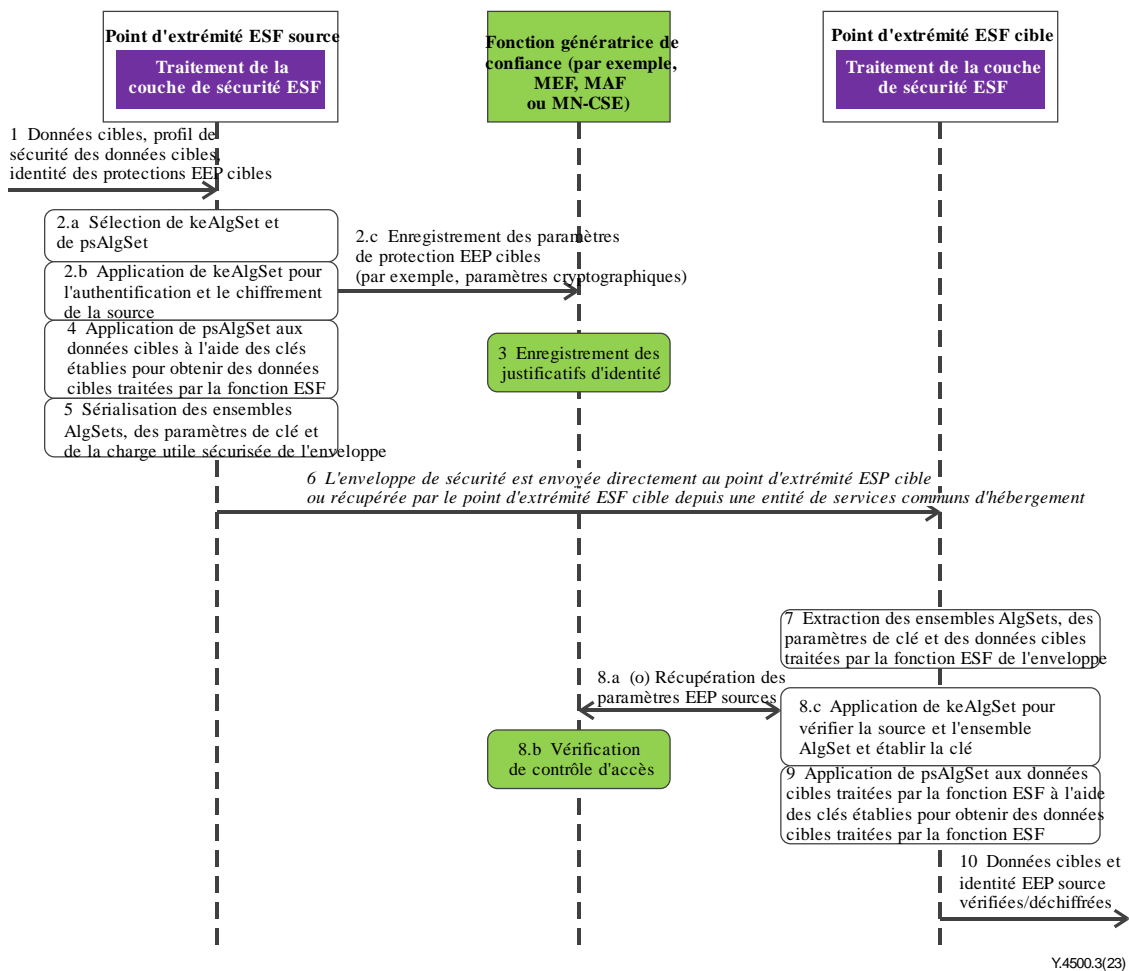 Point d'extrémité ESF source
Traitement de la
couche de sécurité ESF
Fonction génératrice de
confiance (par exemple,
MEF, MAF
ou MN-CSE)
Point d'extrémité ESF cible
Traitement de la couche
de sécurité ESF
1 Données cibles, profil de
sécurité des données cibles,
identité des protections EEP cibles
2.a Sélection de keAlgSet et
de psAlgSet
2.b Application de keAlgSet pour
l'authentification et le chiffrement
de la source
2.c Enregistrement des paramètres
de protection EEP cibles
(par exemple, paramètres cryptographiques)
3 Enregistrement des
justificatifs d'identité
4 Application de psAlgSet aux
données cibles à l'aide des clés
établies pour obtenir des données
cibles traitées par la fonction ESF
5 Sérialisation des ensembles
AlgSets, des paramètres de clé et
de la charge utile sécurisée de l'enveloppe
6 L'enveloppe de sécurité est envoyée directement au point d'extrémité ESP cible
ou récupérée par le point d'extrémité ESF cible depuis une entité de services communs d'hébergement
7 Extraction des ensembles AlgSets, des
paramètres de clé et des données cibles
traitées par la fonction ESF de l'enveloppe
8.a (o) Récupération des
paramètres EEP sources
8.b Vérification
de contrôle d'accès
8.c Application de keAlgSet pour
vérifier la source et l'ensemble
AlgSet et établir la clé
9 Application de psAlgSet aux données
cibles traitées par la fonction ESF à l'aide
des clés établies pour obtenir des données
cibles traitées par la fonction ESF
10 Données cibles et
identité EEP source
vérifiées/déchiffrées
Y.4500.3(23)